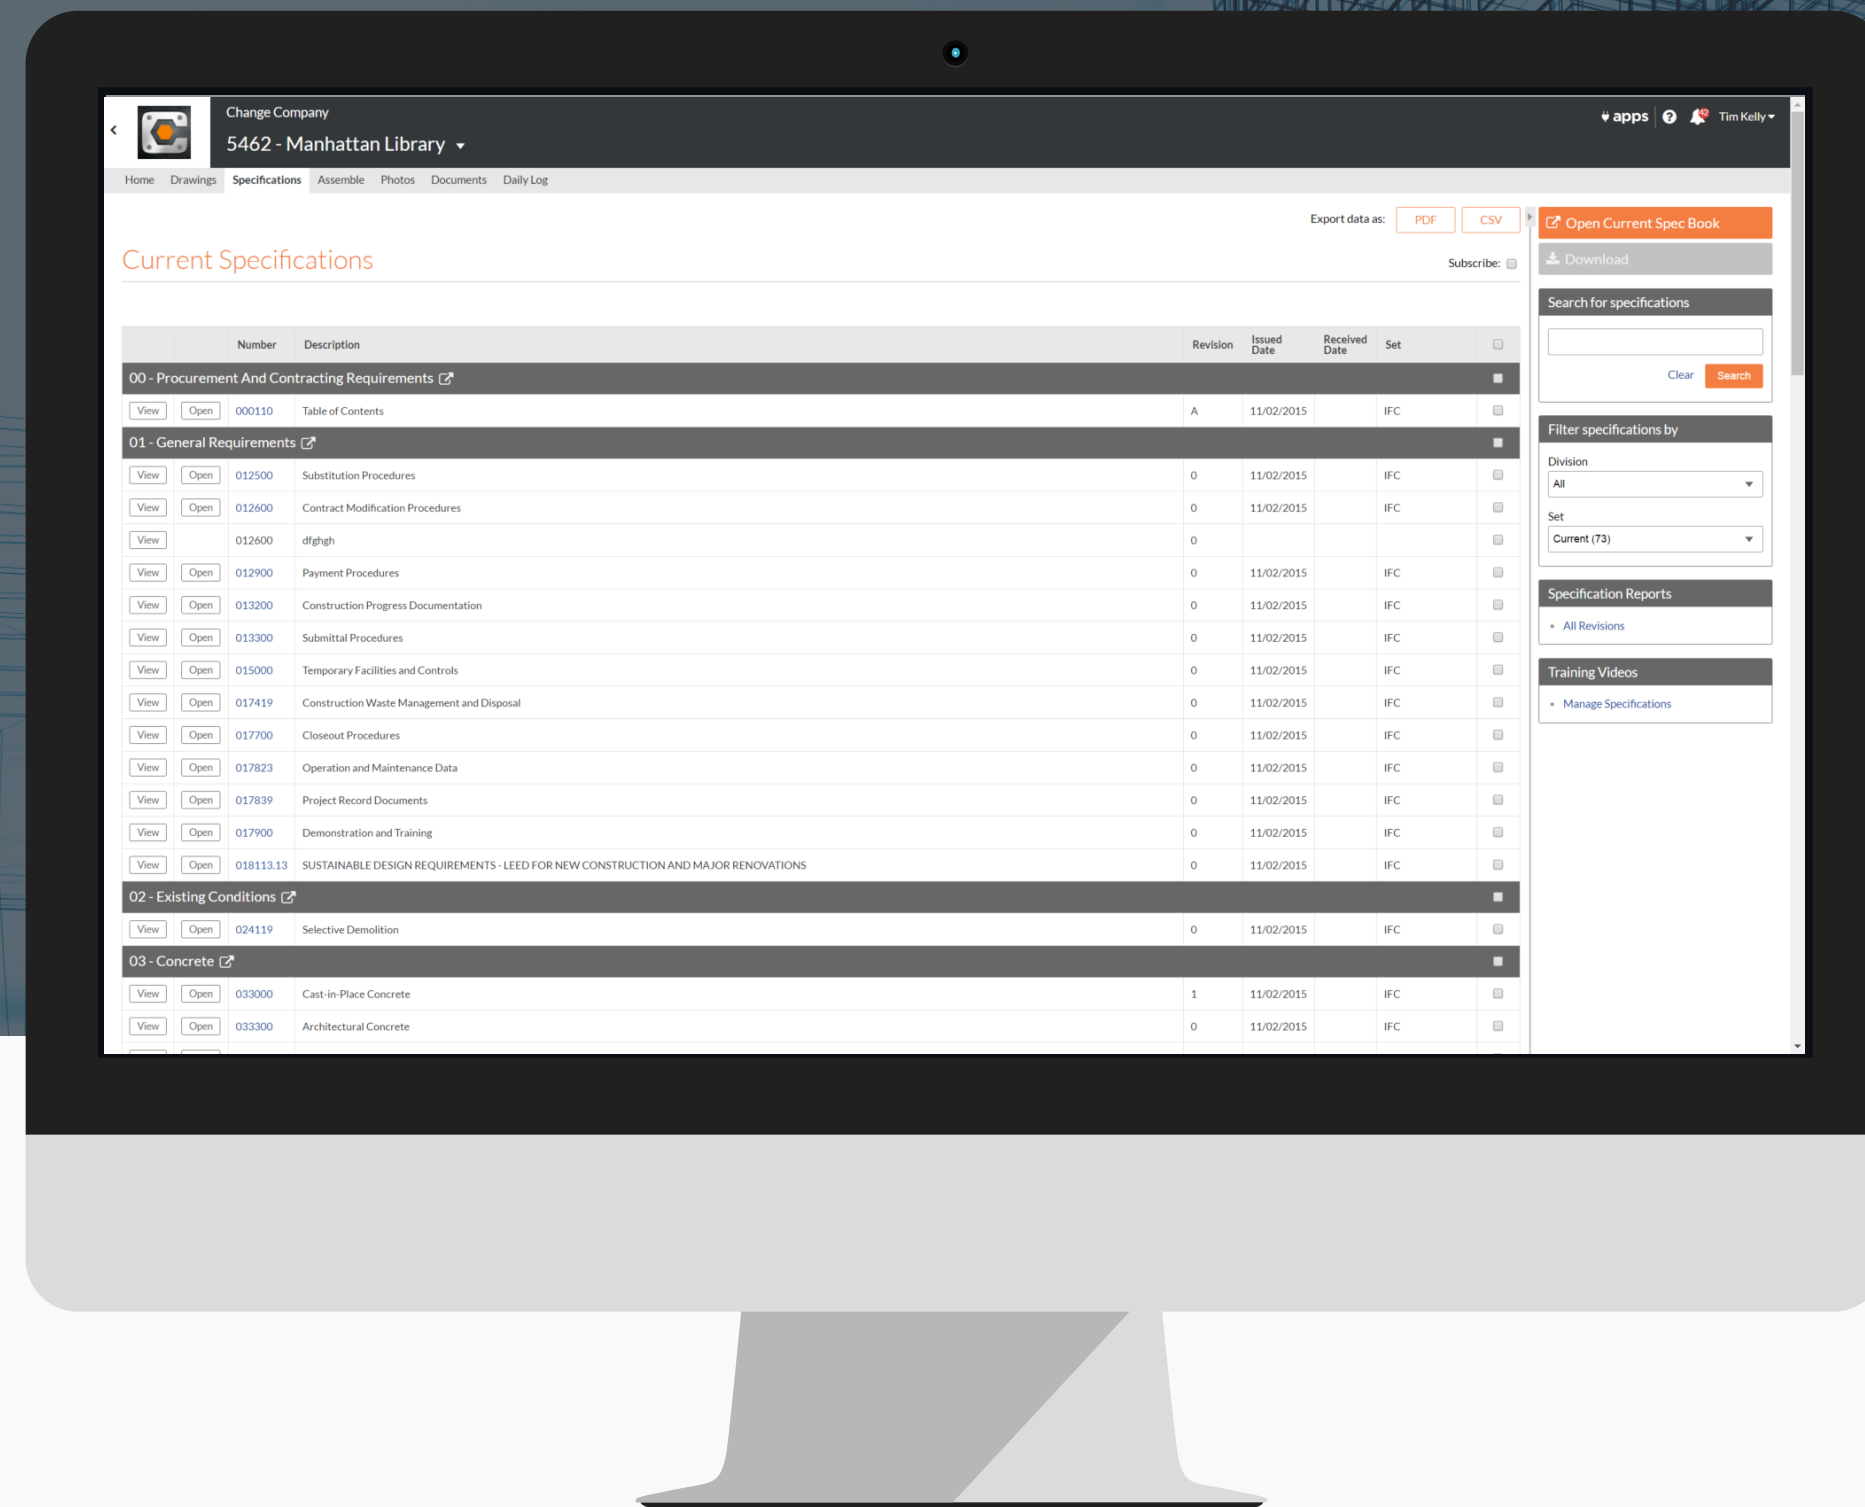 Change Company
5462 - Manhattan Library
apps ? 42 Tim Kelly
Home Drawings Specifications Assemble Photos Documents Daily Log
Export data as: PDF CSV
Current Specifications
Subscribe:
Number Description Revision Issued Date Received Date Set
00 - Procurement And Contracting Requirements
View Open 000110 Table of Contents A 11/02/2015 IFC
01 - General Requirements
View Open 012500 Substitution Procedures 0 11/02/2015 IFC
View Open 012600 Contract Modification Procedures 0 11/02/2015 IFC
View 012600 dfghgh 0
View Open 012900 Payment Procedures 0 11/02/2015 IFC
View Open 013200 Construction Progress Documentation 0 11/02/2015 IFC
View Open 013300 Submittal Procedures 0 11/02/2015 IFC
View Open 015000 Temporary Facilities and Controls 0 11/02/2015 IFC
View Open 017419 Construction Waste Management and Disposal 0 11/02/2015 IFC
View Open 017700 Closeout Procedures 0 11/02/2015 IFC
View Open 017823 Operation and Maintenance Data 0 11/02/2015 IFC
View Open 017839 Project Record Documents 0 11/02/2015 IFC
View Open 017900 Demonstration and Training 0 11/02/2015 IFC
View Open 018113.13 SUSTAINABLE DESIGN REQUIREMENTS - LEED FOR NEW CONSTRUCTION AND MAJOR RENOVATIONS 0 11/02/2015 IFC
02 - Existing Conditions
View Open 024119 Selective Demolition 0 11/02/2015 IFC
03 - Concrete
View Open 033000 Cast-in-Place Concrete 1 11/02/2015 IFC
View Open 033300 Architectural Concrete 0 11/02/2015 IFC
Open Current Spec Book
Download
Search for specifications
Clear Search
Filter specifications by
Division
All
Set
Current (73)
Specification Reports
All Revisions
Training Videos
Manage Specifications